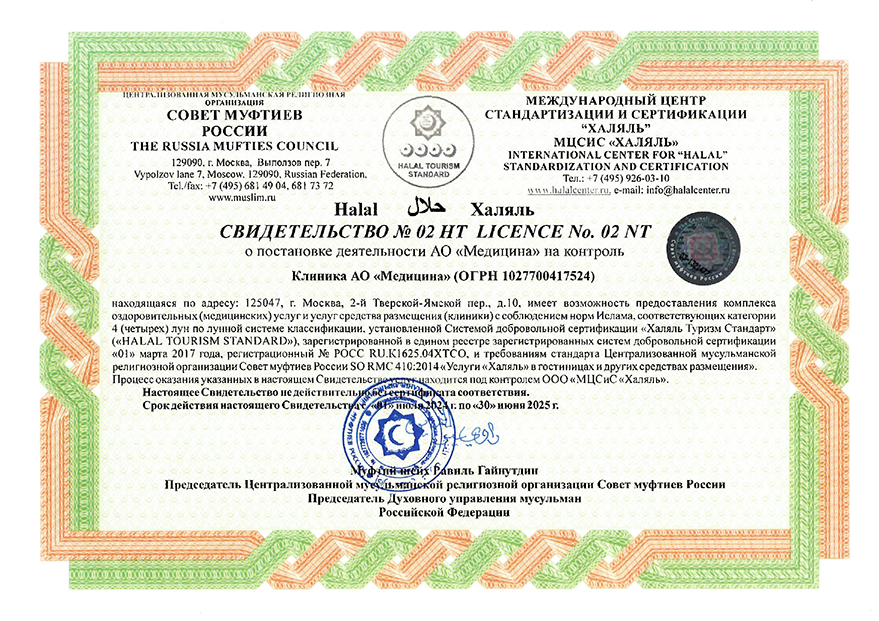 ЦЕНТРАЛИЗОВАННАЯ МУСУЛЬМАНСКАЯ РЕЛИГИОЗНАЯ
ОРГАНИЗАЦИЯ
СОВЕТ МУФТИЕВ
РОССИИ
THE RUSSIA MUFTIES COUNCIL
129090, г. Москва, Выползов пер. 7
Vypolzov lane 7, Moscow, 129090, Russian Federation,
Tel./fax: +7 (495) 681 49 04, 681 73 72
www.muslim.ru
HALAL TOURISM
STANDARD
МЕЖДУНАРОДНЫЙ ЦЕНТР
СТАНДАРТИЗАЦИИ И СЕРТИФИКАЦИИ
“ХАЛЯЛЬ”
МЦСИС «ХАЛЯЛЬ»
INTERNATIONAL CENTER FOR “HALAL”
STANDARDIZATION AND CERTIFICATION
Тел.: +7 (495) 926-03-10
www.halalcenter.ru, e-mail: info@halalcenter.ru
Halal حلال Халяль
СВИДЕТЕЛЬСТВО № 02 НТ LICENCE No. 02 NT
о постановке деятельности АО «Медицина» на контроль
Клиника АО «Медицина» (ОГРН 1027700417524)
находящаяся по адресу: 125047, г. Москва, 2-й Тверской-Ямской пер., д.10, имеет возможность предоставления комплекса
оздоровительных (медицинских) услуг и услуг средства размещения (клиники) с соблюдением норм Ислама, соответствующих категории
4 (четырех) лун по лунной системе классификации, установленной Системой добровольной сертификации «Халяль Туризм Стандарт»
(«HALAL TOURISM STANDARD»), зарегистрированной в едином реестре зарегистрированных систем добровольной сертификации
«01» марта 2017 года, регистрационный № РОСС RU.К1625.04ХТСО, и требованиям стандарта Централизованной мусульманской
религиозной организации Совет муфтиев России SO RMC 410:2014 «Услуги «Халяль» в гостиницах и других средствах размещения».
Процесс оказания указанных в настоящем Свидетельстве услуг находится под контролем ООО «МЦСиС «Халяль».
Настоящее Свидетельство не действительно без сертификата соответствия.
Срок действия настоящего Свидетельства с «01» июля 2024 г. по «30» июня 2025 г.
Муфтий шейх Равиль Гайнутдин
Председатель Централизованной мусульманской религиозной организации Совет муфтиев России
Председатель Духовного управления мусульман
Российской Федерации